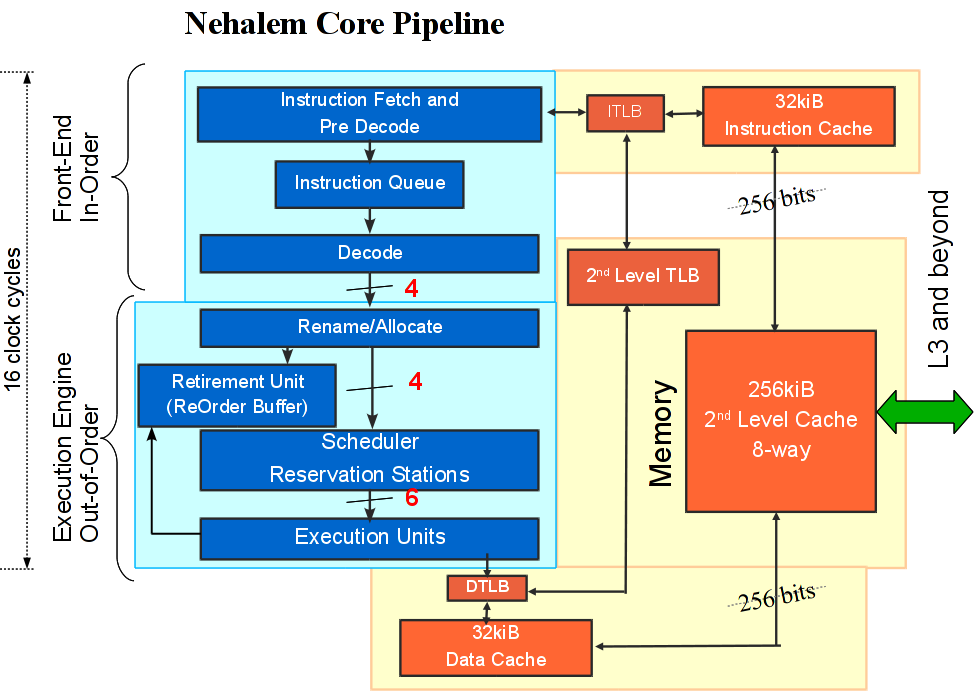 Nehalem Core Pipeline
16 clock cycles
Front-End
In-Order
Execution Engine
Out-of-Order
Instruction Fetch and
Pre Decode
Instruction Queue
Decode
4
Rename/Allocate
4
Retirement Unit
(ReOrder Buffer)
Scheduler
Reservation Stations
6
Execution Units
ITLB
32kiB
Instruction Cache
256 bits
2nd Level TLB
Memory
256kiB
2nd Level Cache
8-way
L3 and beyond
DTLB
32kiB
Data Cache
256 bits